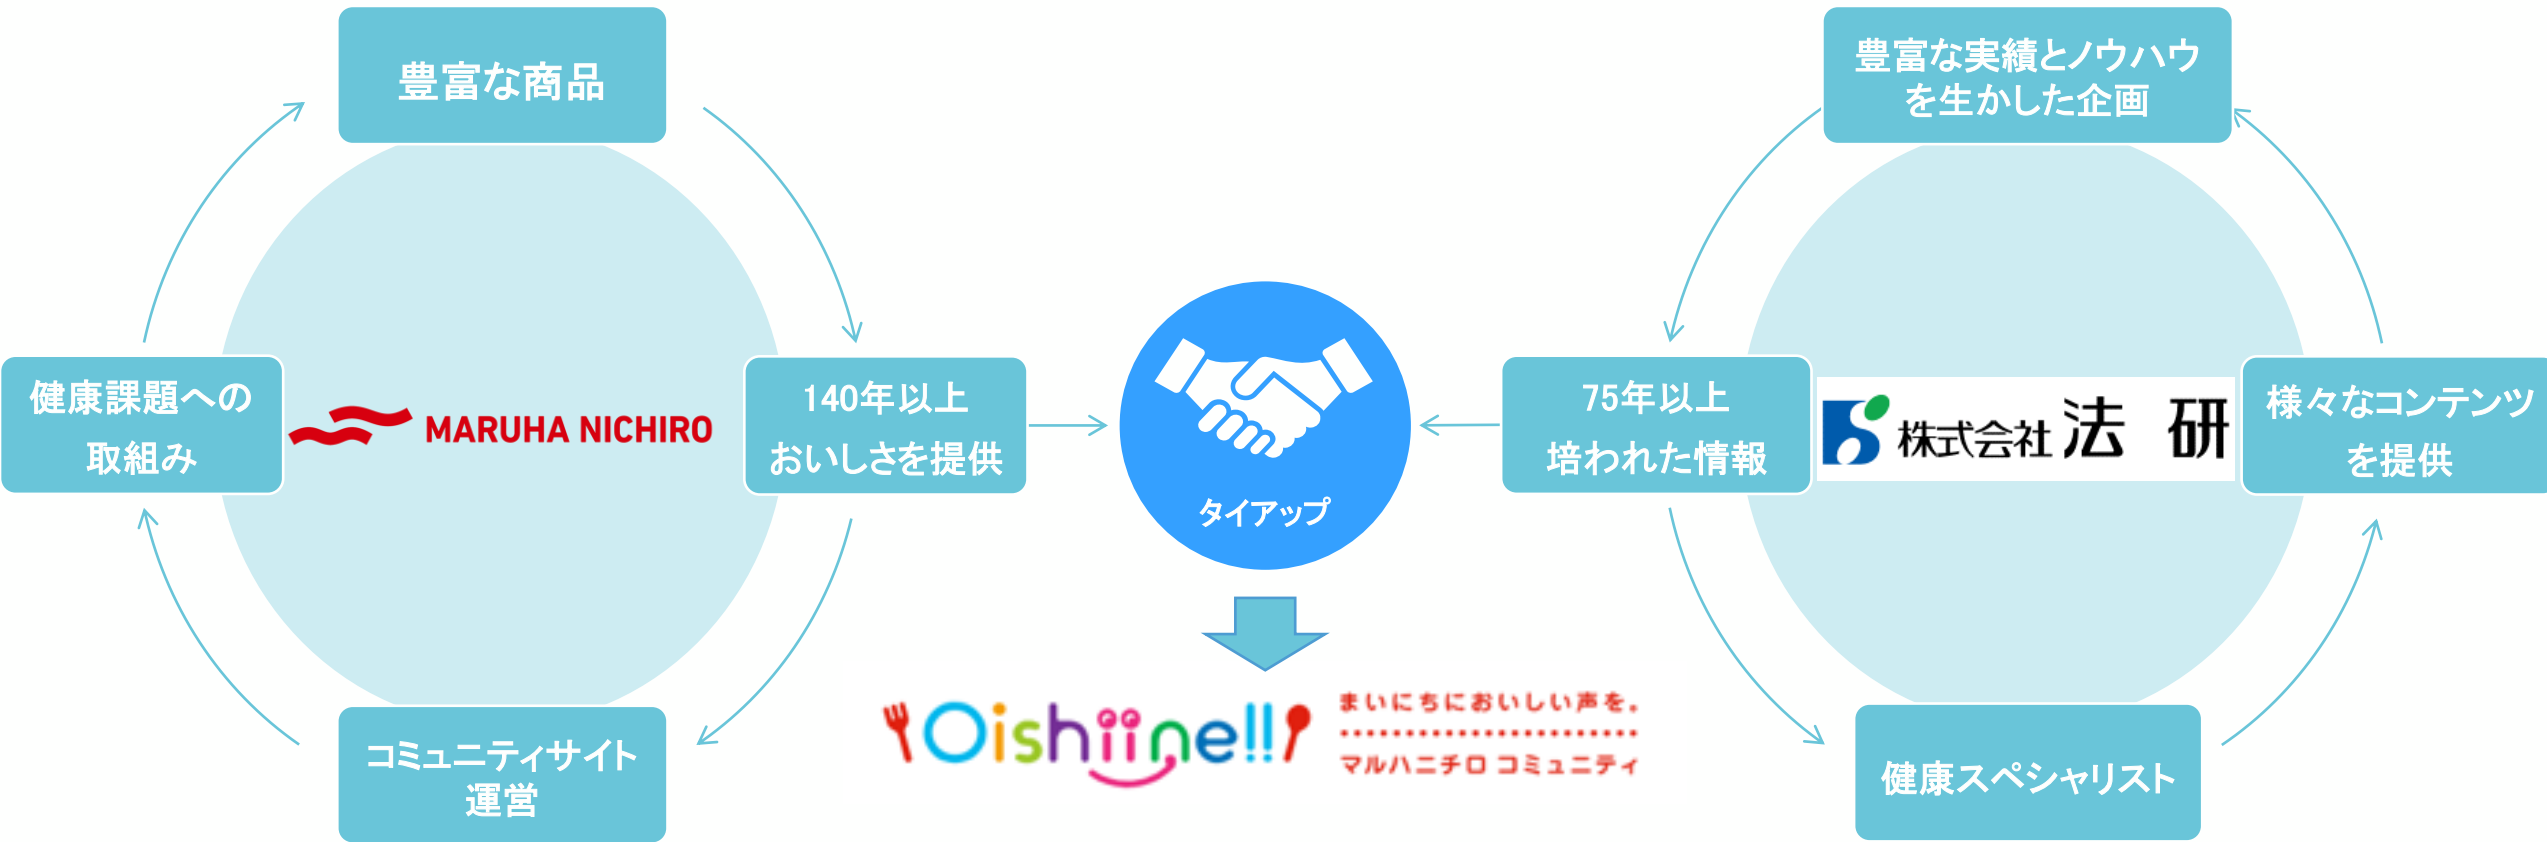 豊富な商品
健康課題への
取組み
MARUHA NICHIRO
140年以上
おいしさを提供
コミュニティサイト
運営
タイアップ
Oishiine!!
まいにちにおいしい声を。
マルハニチロ コミュニティ
豊富な実績とノウハウ
を生かした企画
75年以上
培われた情報
株式会社 法 研
様々なコンテンツ
を提供
健康スペシャリスト